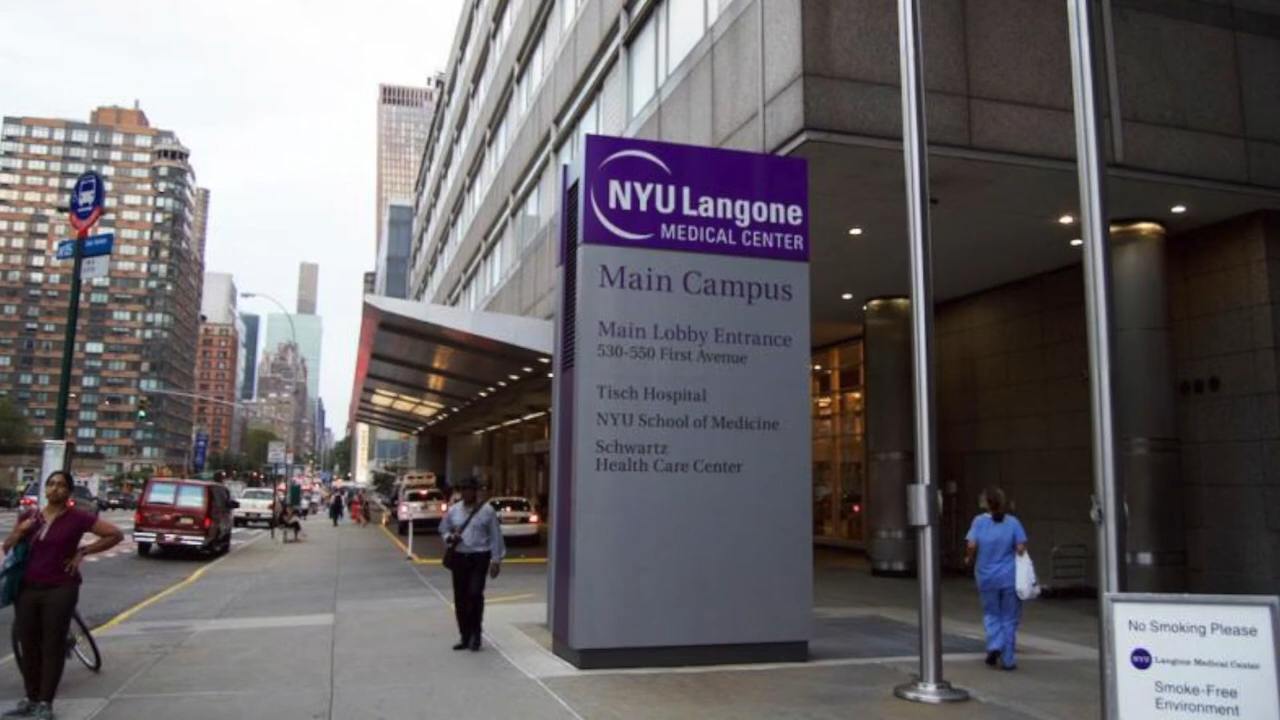 NYU Langone
MEDICAL CENTER
Main Campus
Main Lobby Entrance
530-550 First Avenue
Tisch Hospital
NYU School of Medicine
Schwartz
Health Care Center
No Smoking Please
NYU Langone Medical Center
Smoke-Free
Environment